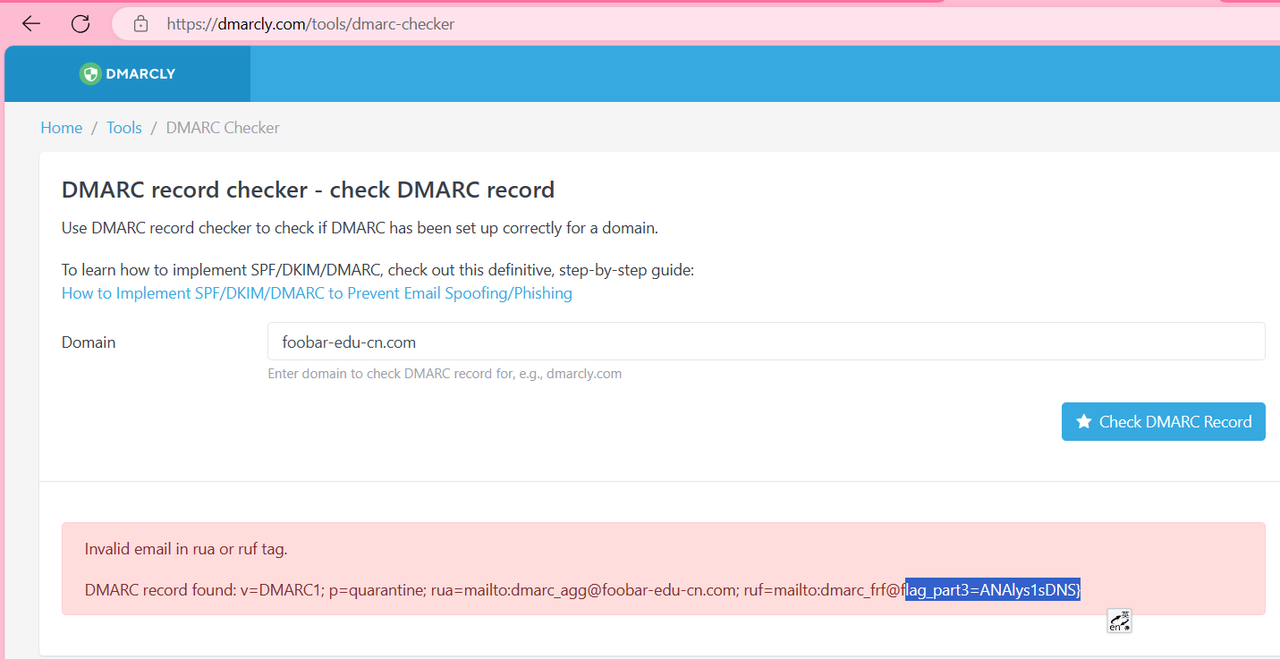 https://dmarcly.com/tools/dmarc-checker
DMARCLY
Home / Tools / DMARC Checker
DMARC record checker - check DMARC record
Use DMARC record checker to check if DMARC has been set up correctly for a domain.
To learn how to implement SPF/DKIM/DMARC, check out this definitive, step-by-step guide:
How to Implement SPF/DKIM/DMARC to Prevent Email Spoofing/Phishing
Domain
foobar-edu-cn.com
Enter domain to check DMARC record for, e.g., dmarcly.com
Check DMARC Record
Invalid email in rua or ruf tag.
DMARC record found: v=DMARC1; p=quarantine; rua=mailto:dmarc_agg@foobar-edu-cn.com; ruf=mailto:dmarc_frf@flag_part3=ANAlys1sDNS}
英
en